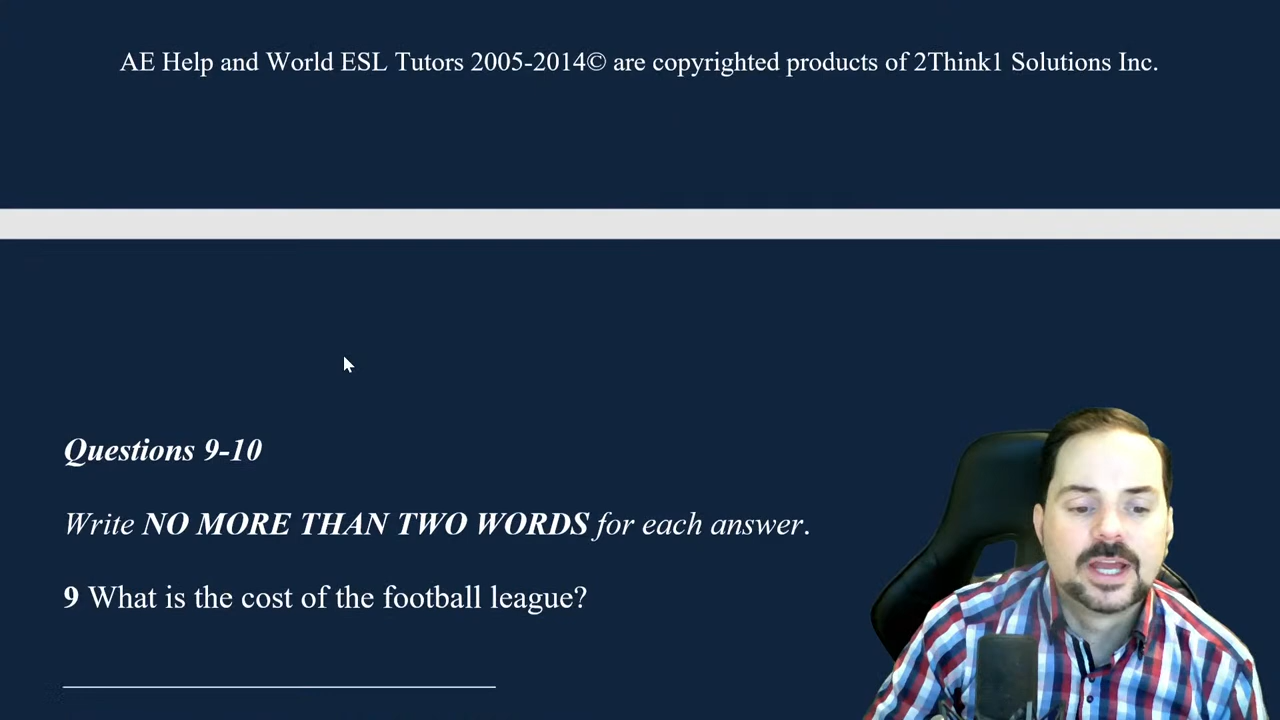 AE Help and World ESL Tutors 2005-2014© are copyrighted products of 2Think1 Solutions Inc.
Questions 9-10
Write NO MORE THAN TWO WORDS for each answer.
9 What is the cost of the football league?